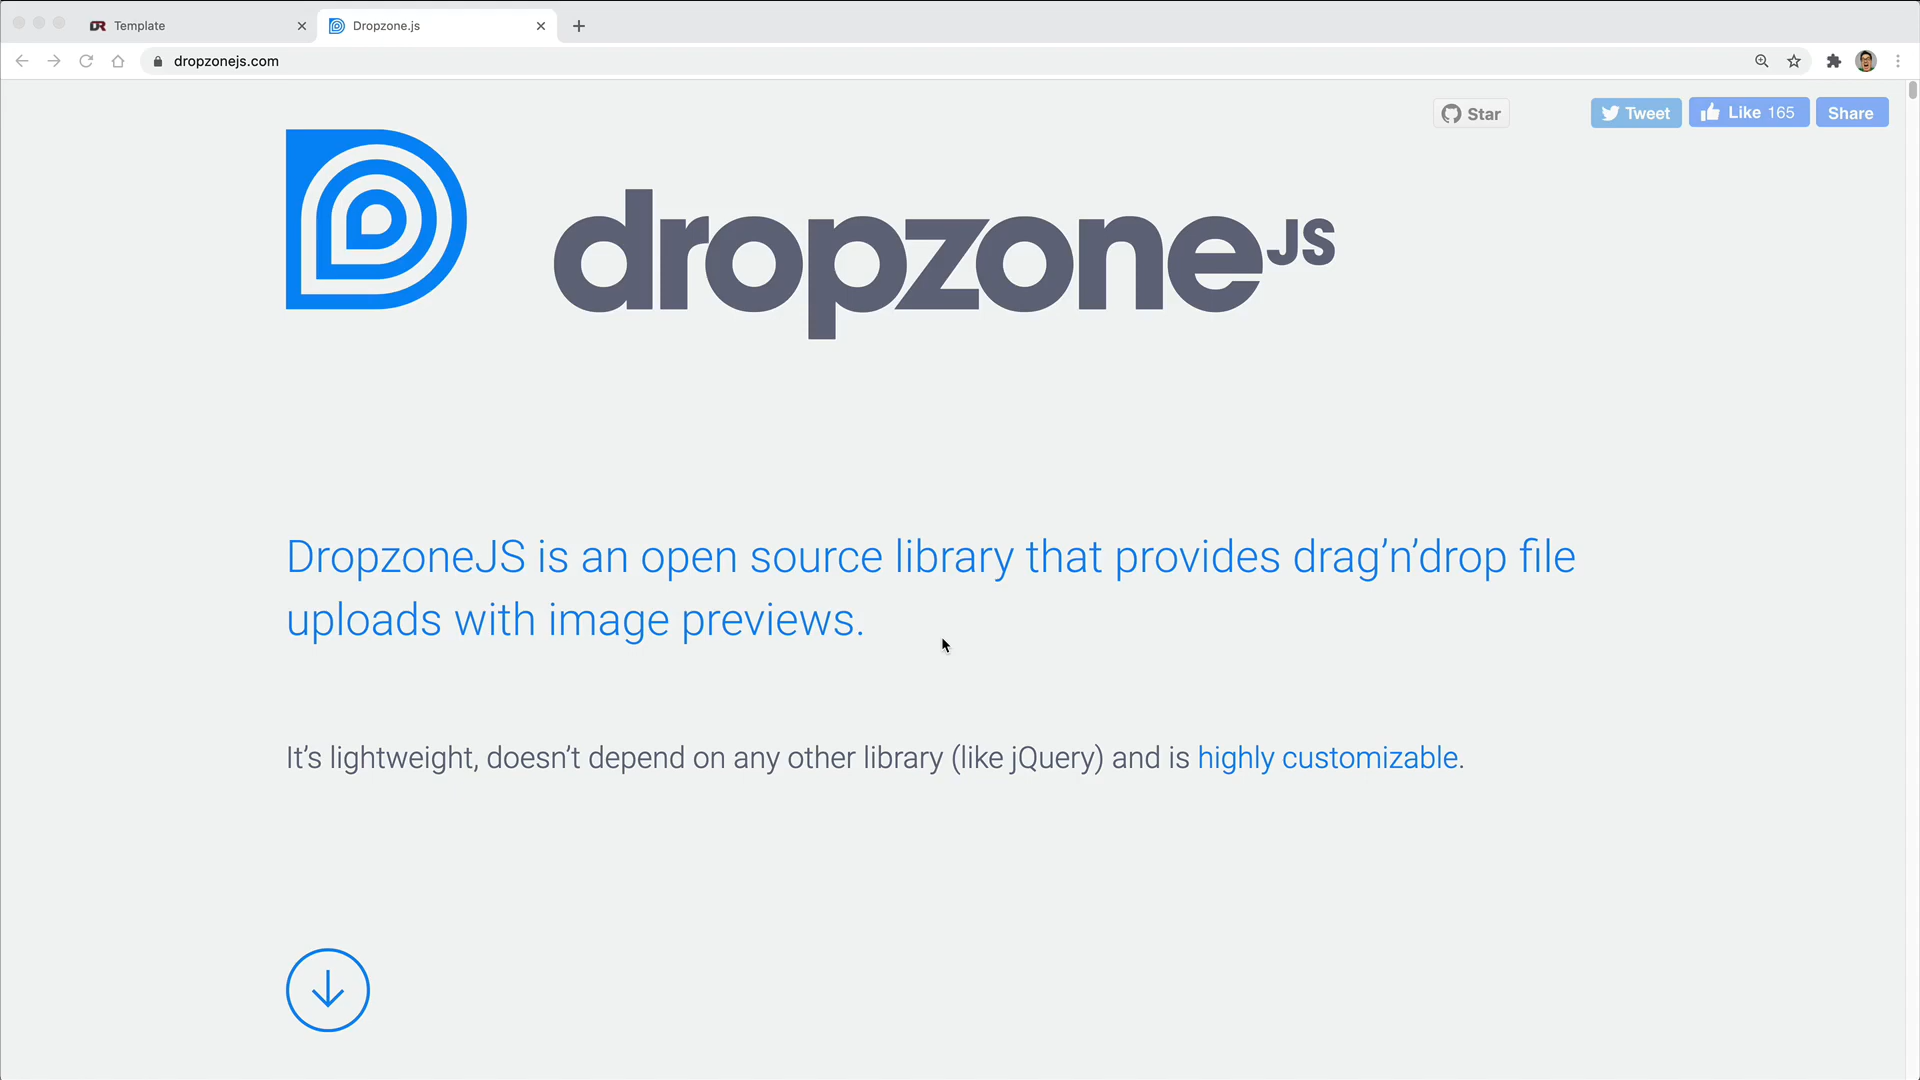 Template
Dropzone.js
dropzonejs.com
Star
Tweet
Like 165
Share
dropzoneJS
DropzoneJS is an open source library that provides drag’n’drop file
uploads with image previews.
It’s lightweight, doesn’t depend on any other library (like jQuery) and is highly customizable.